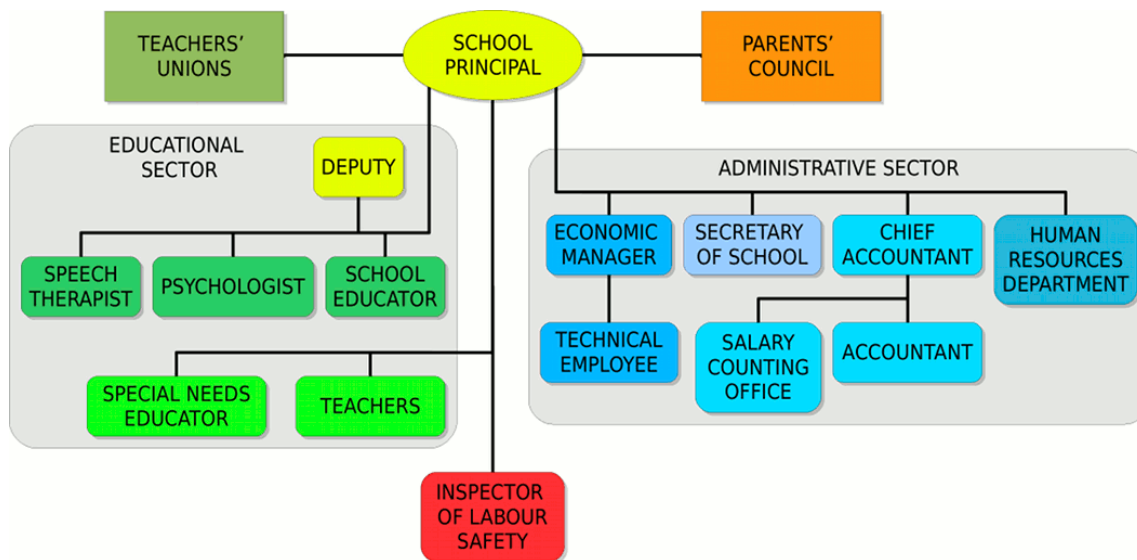 TEACHERS'
UNIONS
SCHOOL
PRINCIPAL
PARENTS'
COUNCIL
EDUCATIONAL
SECTOR
DEPUTY
SPEECH
THERAPIST
PSYCHOLOGIST
SCHOOL
EDUCATOR
SPECIAL NEEDS
EDUCATOR
TEACHERS
ADMINISTRATIVE SECTOR
ECONOMIC
MANAGER
SECRETARY
OF SCHOOL
CHIEF
ACCOUNTANT
HUMAN
RESOURCES
DEPARTMENT
TECHNICAL
EMPLOYEE
SALARY
COUNTING
OFFICE
ACCOUNTANT
INSPECTOR
OF LABOUR
SAFETY